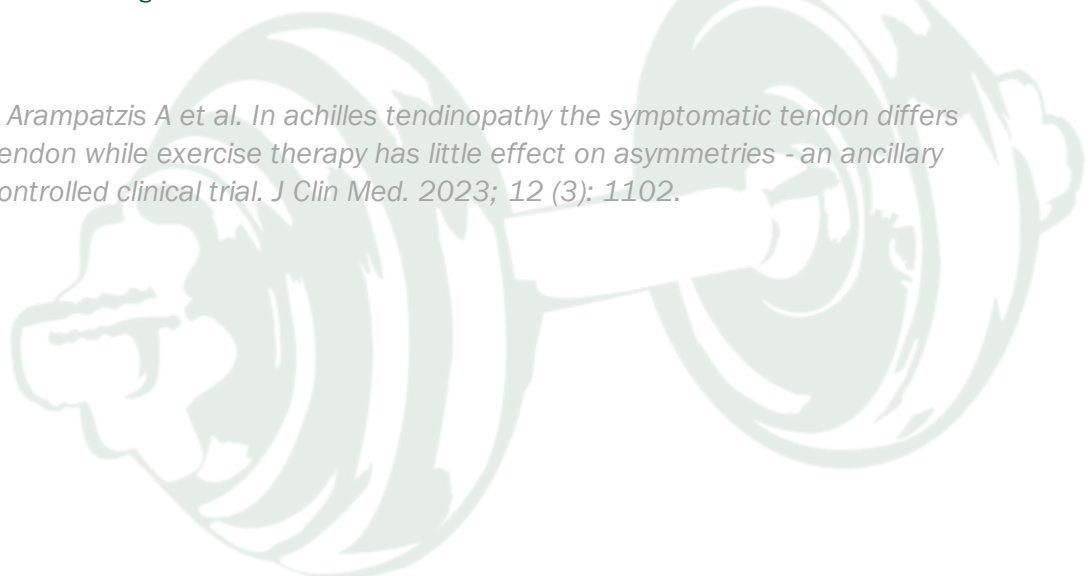 Arampatzis A et al. In achilles tendinopathy the symptomatic tendon differs
endon while exercise therapy has little effect on asymmetries - an ancillary
ontrolled clinical trial. J Clin Med. 2023; 12 (3): 1102.